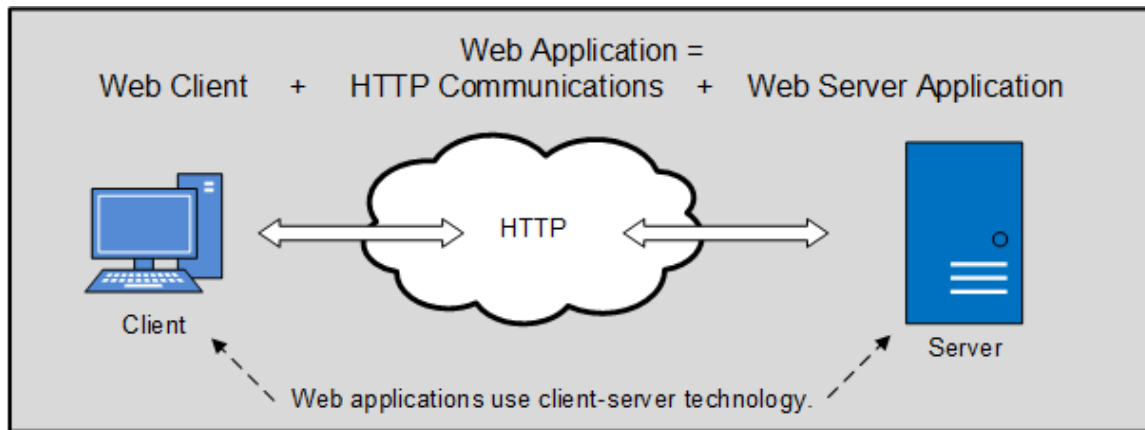 Web Application =
Web Client + HTTP Communications + Web Server Application
HTTP
Client
Server
Web applications use client-server technology.